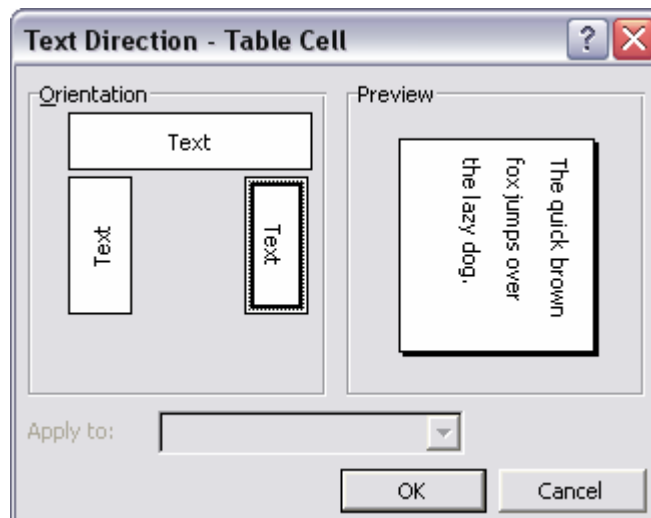 Text Direction - Table Cell
?
Orientation
Text
Text
Text
Preview
The quick brown
fox jumps over
the lazy dog.
Apply to:
OK
Cancel